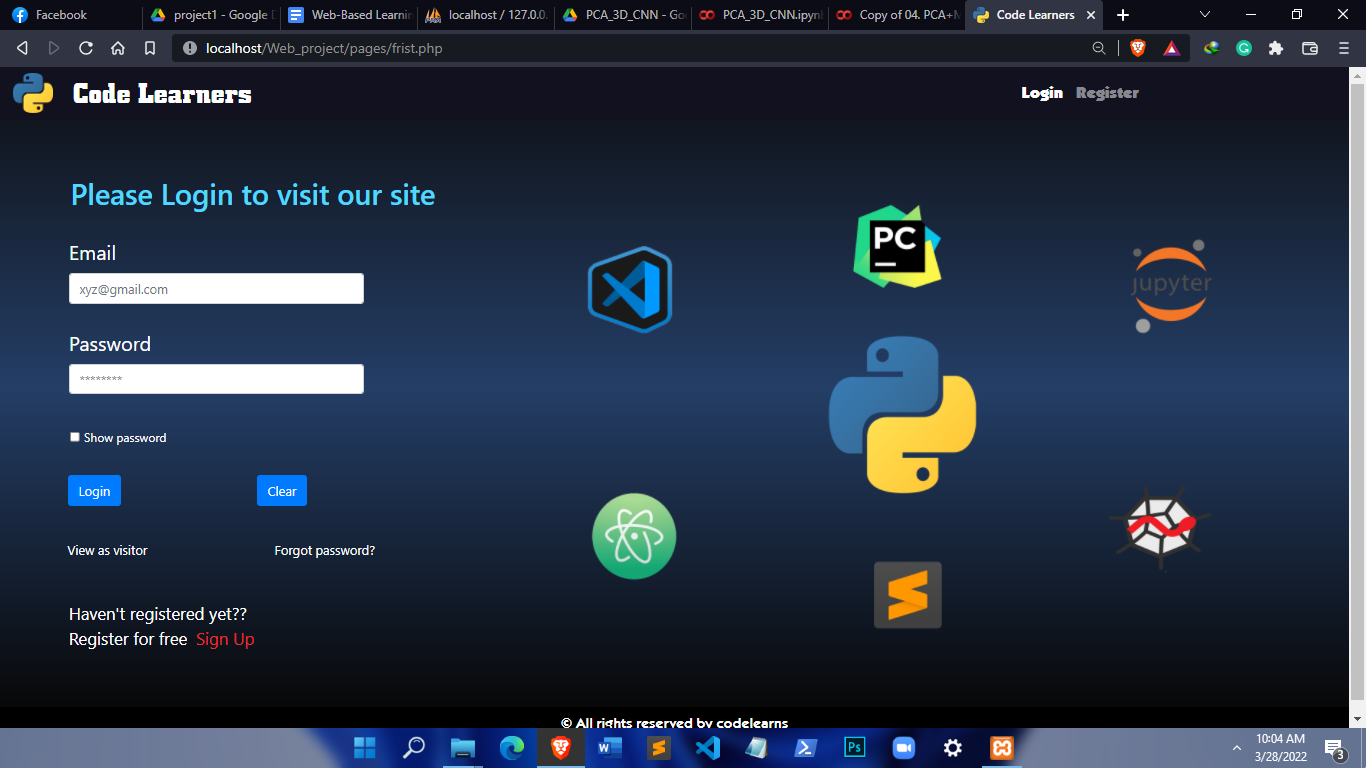 Facebook
project1 - Google D
Web-Based Learnin
localhost / 127.0.0.
PCA_3D_CNN - Goo
PCA_3D_CNN.ipynb
Copy of 04. PCA+M
Code Learners
localhost/Web_project/pages/frist.php
Code Learners
Login Register
Please Login to visit our site
Email
xyz@gmail.com
Password
********
Show password
Login Clear
View as visitor Forgot password?
Haven't registered yet??
Register for free Sign Up
PC
jupyter
© All rights reserved by codelearns
Ps
10:04 AM
3/28/2022
3